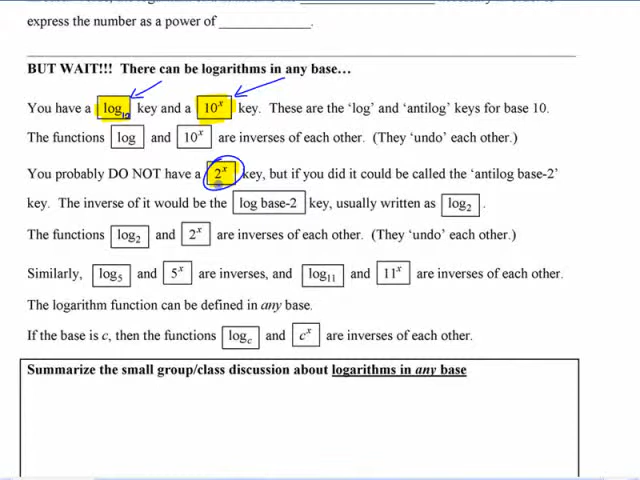 express the number as a power of ____________.
BUT WAIT!!! There can be logarithms in any base…
You have a log₁₀ key and a 10ˣ key. These are the 'log' and 'antilog' keys for base 10.
The functions log and 10ˣ are inverses of each other. (They 'undo' each other.)
You probably DO NOT have a 2ˣ key, but if you did it could be called the 'antilog base-2'
key. The inverse of it would be the log base-2 key, usually written as log₂ .
The functions log₂ and 2ˣ are inverses of each other. (They 'undo' each other.)
Similarly, log₅ and 5ˣ are inverses, and log₁₁ and 11ˣ are inverses of each other.
The logarithm function can be defined in any base.
If the base is c, then the functions log_c and cˣ are inverses of each other.
Summarize the small group/class discussion about logarithms in any base